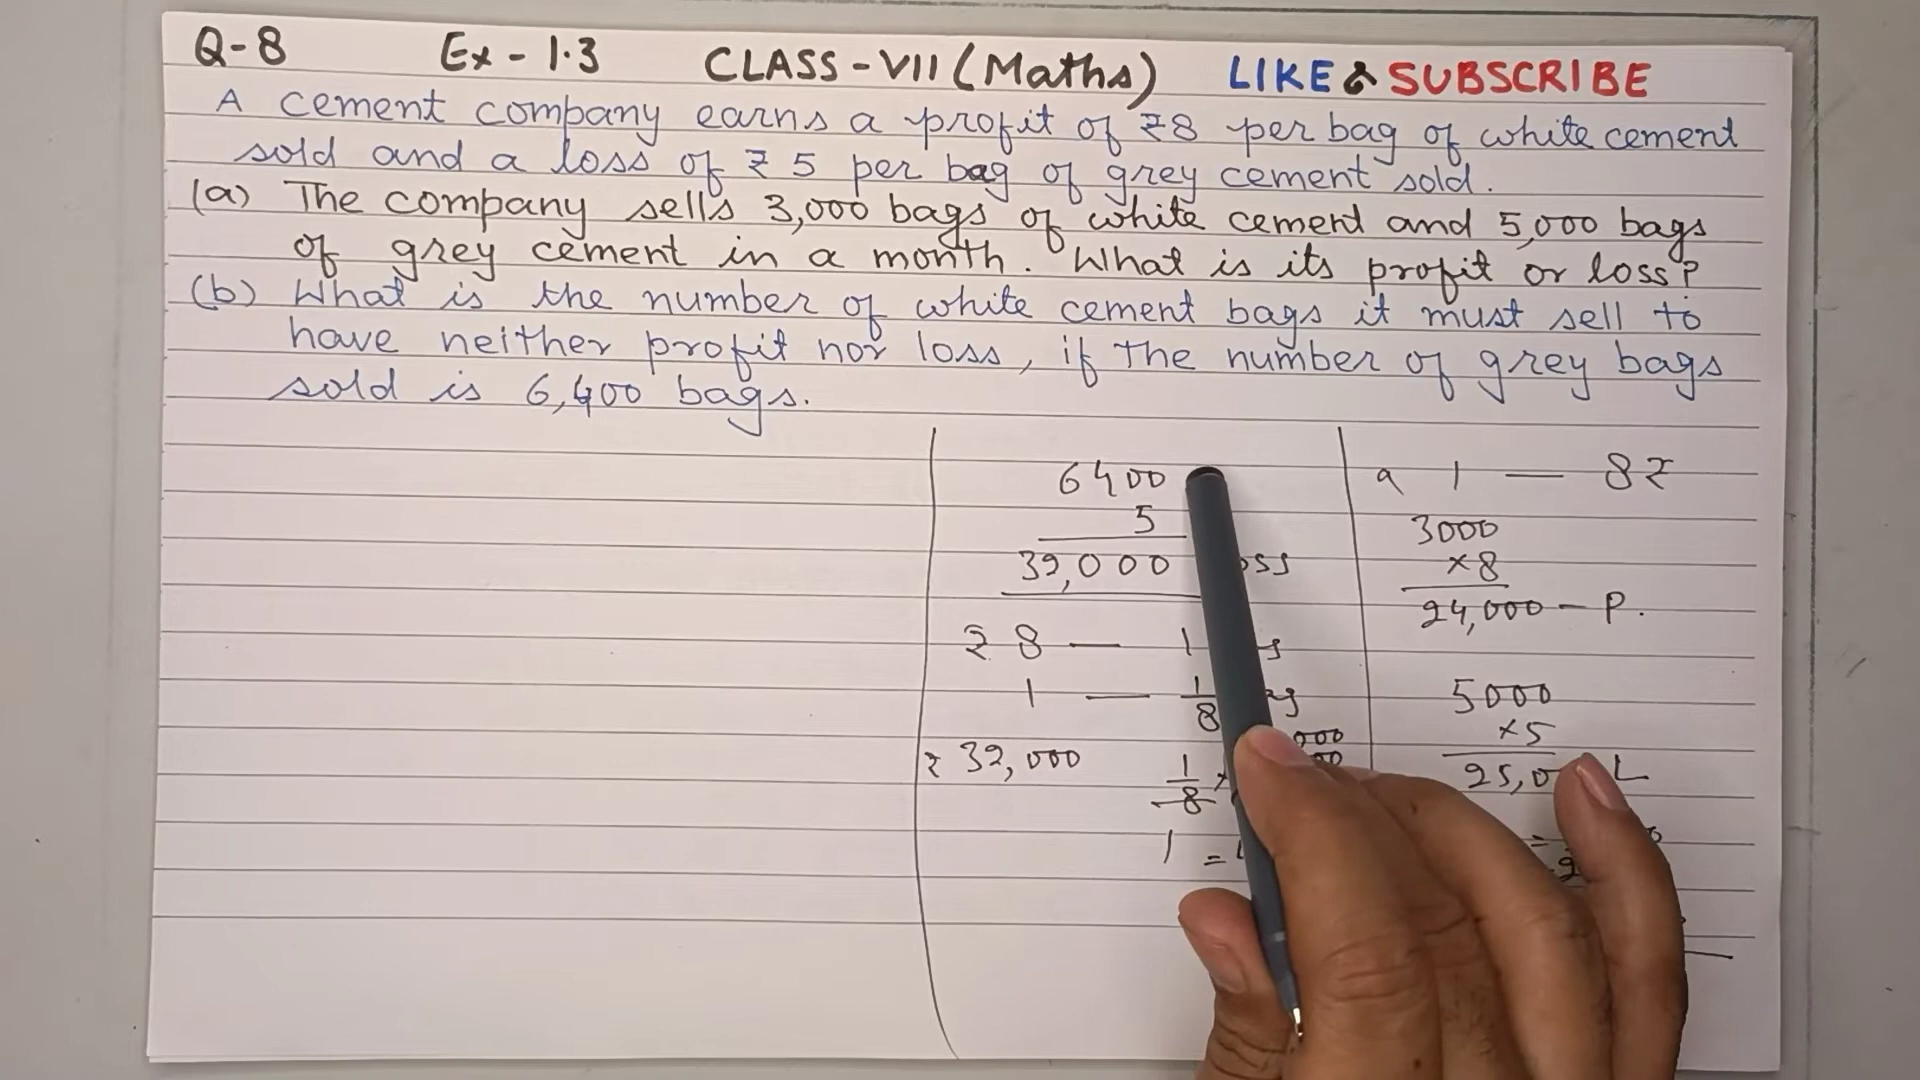 Q-8 Ex-1.3 CLASS-VII (Maths) LIKE & SUBSCRIBE
A cement company earns a profit of ₹8 per bag of white cement
sold and a loss of ₹5 per bag of grey cement sold.
(a) The company sells 3,000 bags of white cement and 5,000 bags
of grey cement in a month. What is its profit or loss?
(b) What is the number of white cement bags it must sell to
have neither profit nor loss, if the number of grey bags
sold is 6,400 bags.
6400
5
32,000
₹ 8 — 1
1 — 1/8
₹ 32,000 1/8 ×
1 =
a 1 — 8₹
3000
×8
24,000 — P.
5000
×5
25,0 L